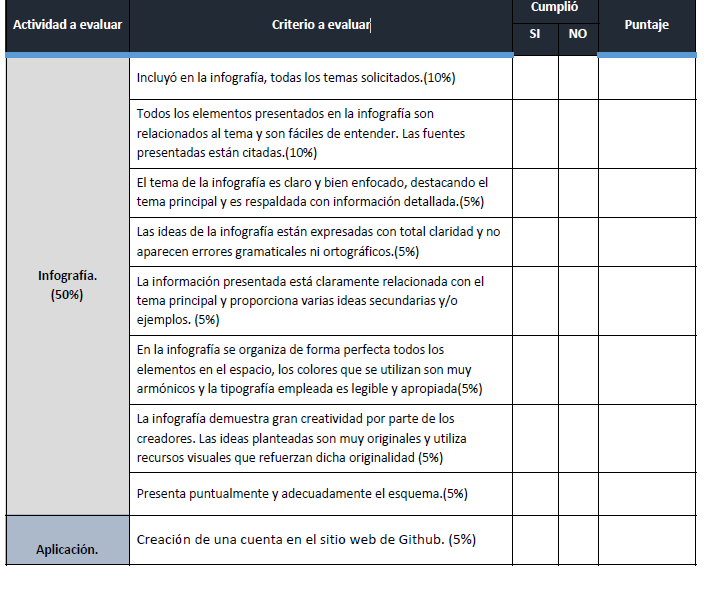 Actividad a evaluar
Criterio a evaluar
Cumplió
SI
NO
Puntaje
Infografía.
(50%)
Incluyó en la infografía, todas los temas solicitados.(10%)
Todos los elementos presentados en la infografía son
relacionados al tema y son fáciles de entender. Las fuentes
presentadas están citadas.(10%)
El tema de la infografía es claro y bien enfocado, destacando el
tema principal y es respaldada con información detallada.(5%)
Las ideas de la infografía están expresadas con total claridad y no
aparecen errores gramaticales ni ortográficos.(5%)
La información presentada está claramente relacionada con el
tema principal y proporciona varias ideas secundarias y/o
ejemplos. (5%)
En la infografía se organiza de forma perfecta todos los
elementos en el espacio, los colores que se utilizan son muy
armónicos y la tipografía empleada es legible y apropiada(5%)
La infografía demuestra gran creatividad por parte de los
creadores. Las ideas planteadas son muy originales y utiliza
recursos visuales que refuerzan dicha originalidad (5%)
Presenta puntualmente y adecuadamente el esquema.(5%)
Aplicación.
Creación de una cuenta en el sitio web de Github. (5%)